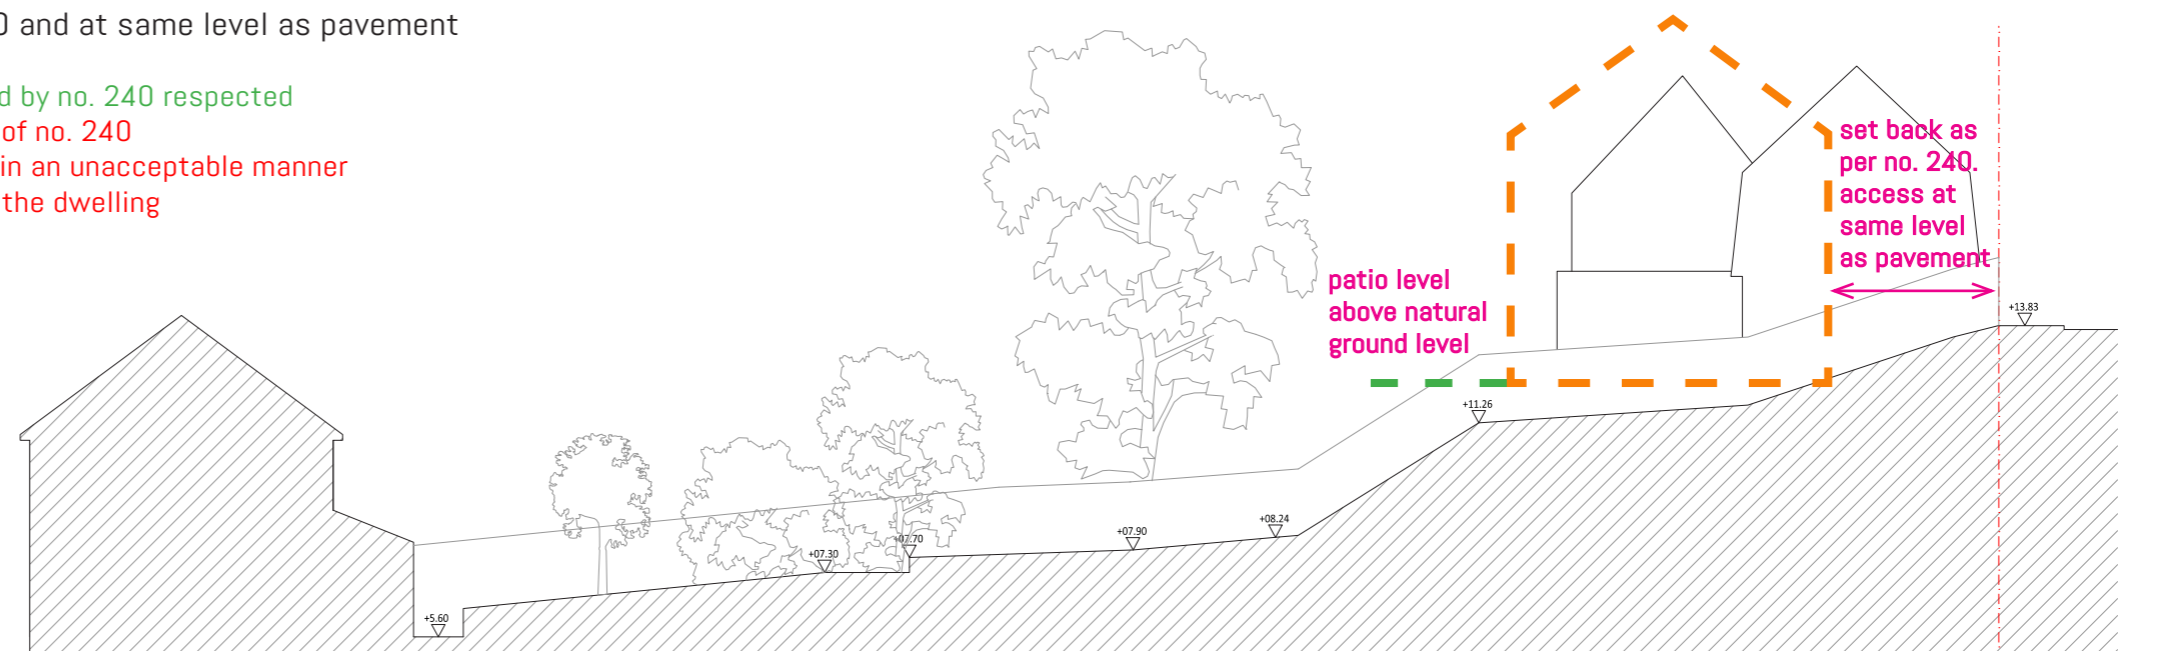 0 and at same level as pavement
d by no. 240 respected
of no. 240
in an unacceptable manner
the dwelling
set back as
per no. 240.
access at
same level
as pavement
patio level
above natural
ground level
+13.83
+11.26
+08.24
+07.90
+07.70
+07.30
+5.60